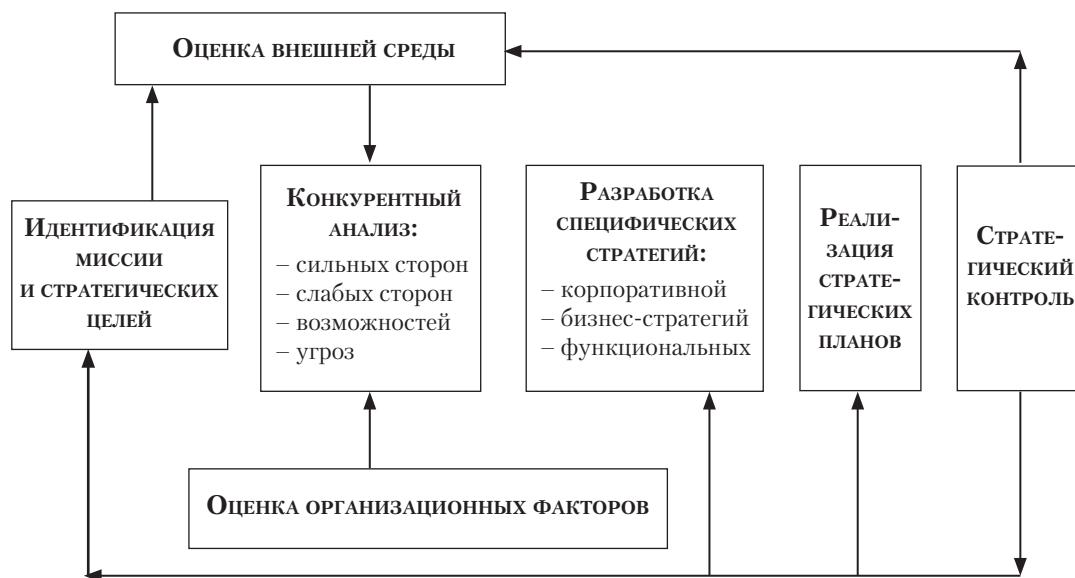 Оценка внешней среды
Идентификация
миссии
и стратегических
целей
Конкурентный
анализ:
– сильных сторон
– слабых сторон
– возможностей
– угроз
Разработка
специфических
стратегий:
– корпоративной
– бизнес-стратегий
– функциональных
Реали-
зация
страте-
гических
планов
Страте-
гический
контроль
Оценка организационных факторов